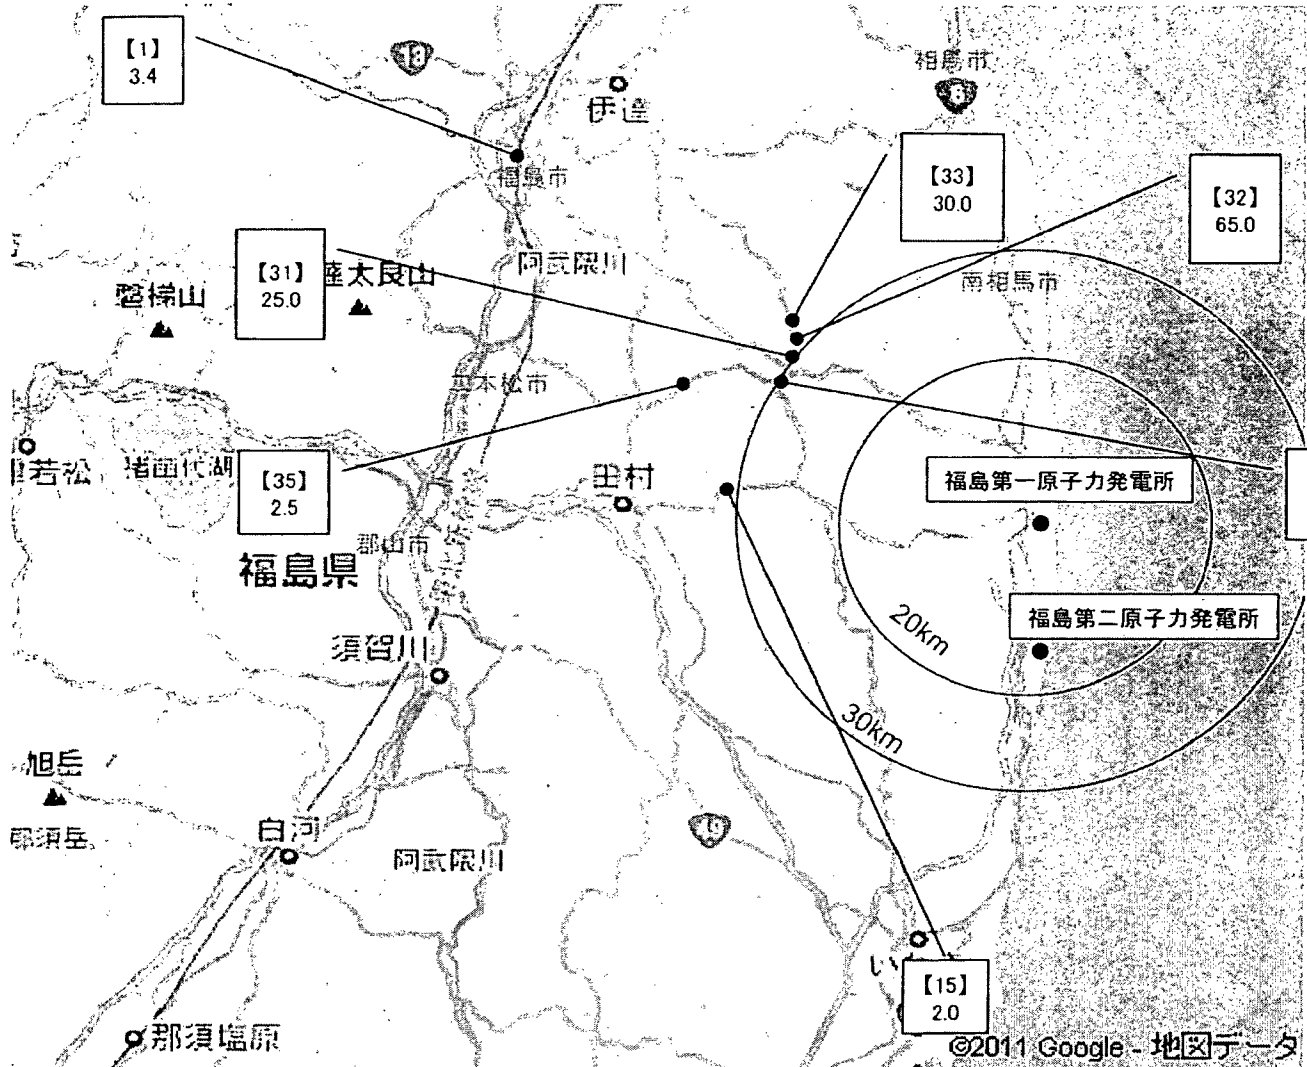 【1】
3.4
伊達
相馬市
福島市
【33】
30.0
【32】
65.0
【31】
25.0
阿武隈川
南相馬市
磐梯山
二本松市
猪苗代湖
【35】
2.5
田村
福島第一原子力発電所
郡山市
福島県
福島第二原子力発電所
20km
須賀川
30km
旭岳
那須岳
白河
阿武隈川
【15】
2.0
那須塩原
©2011 Google - 地図データ